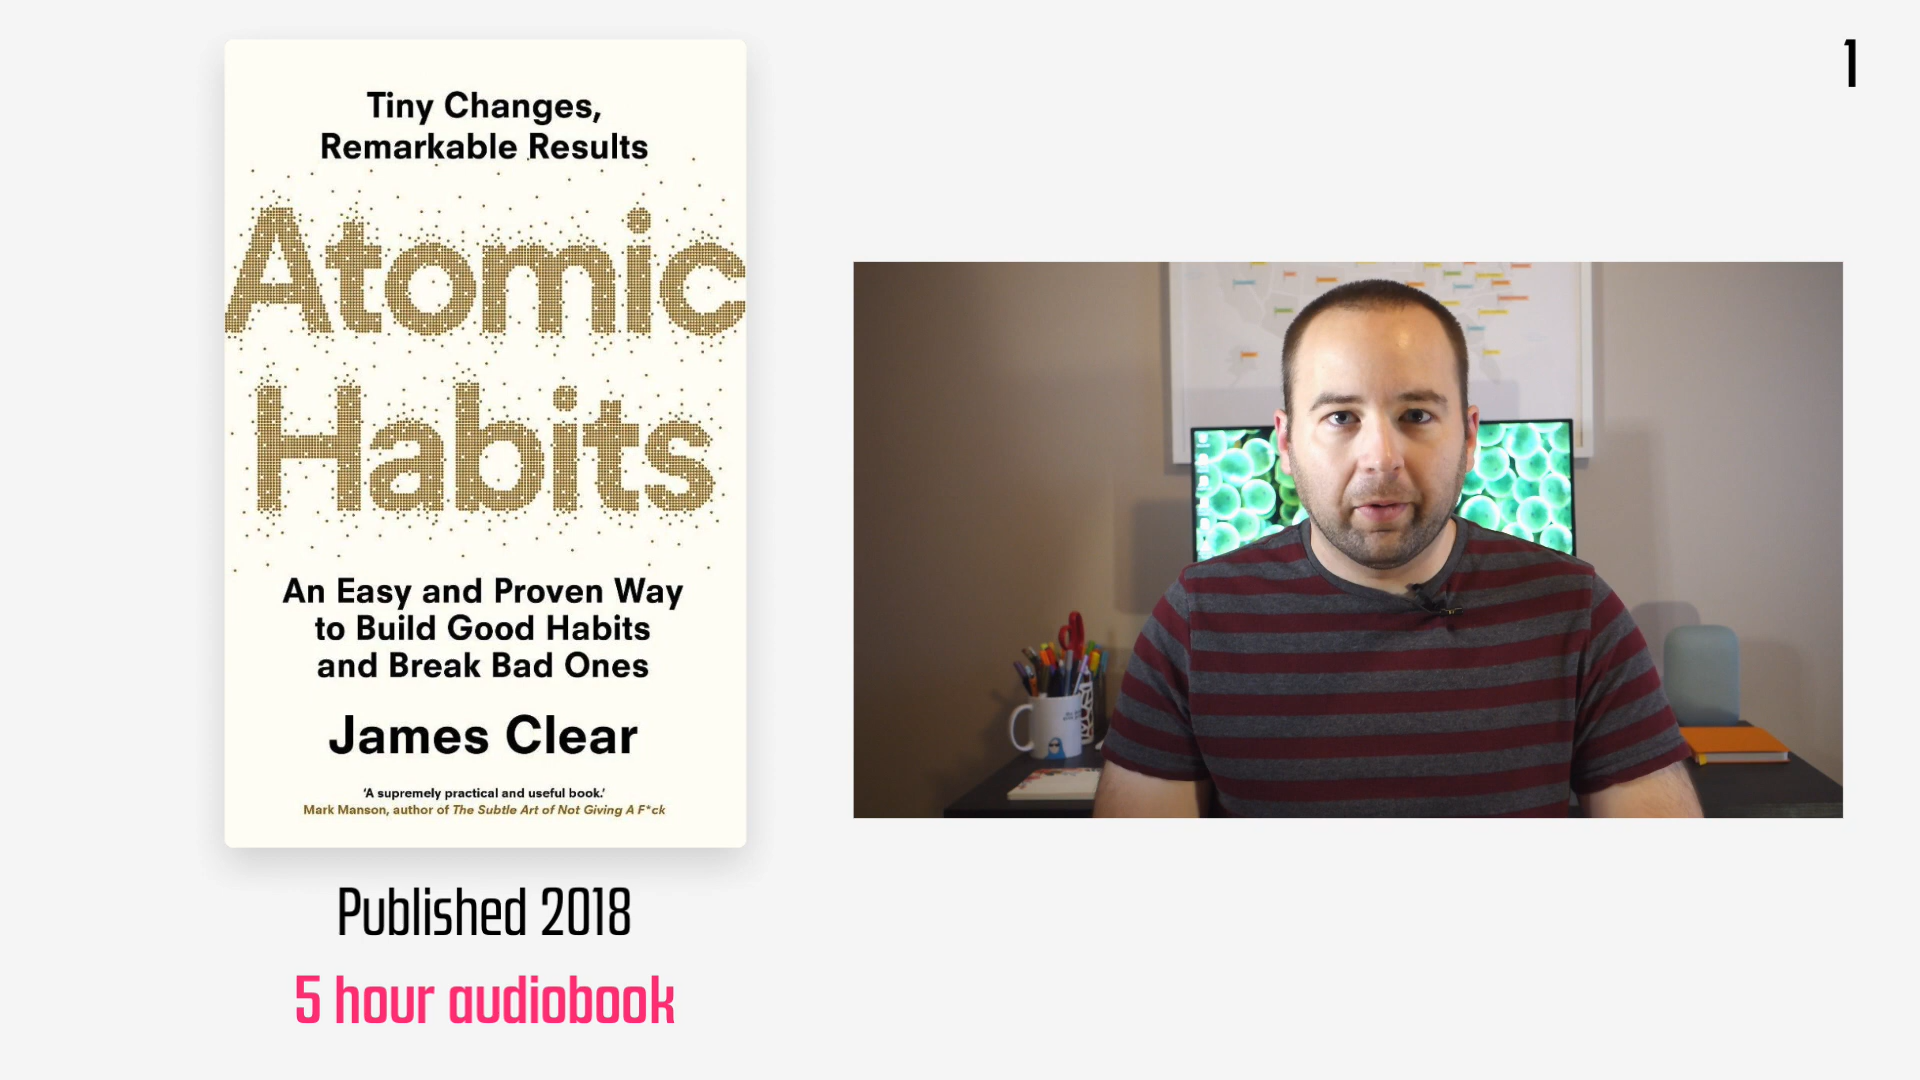 Tiny Changes,
Remarkable Results
Atomic
Habits
An Easy and Proven Way
to Build Good Habits
and Break Bad Ones
James Clear
'A supremely practical and useful book.'
Mark Manson, author of The Subtle Art of Not Giving A F*ck
Published 2018
5 hour audiobook
1